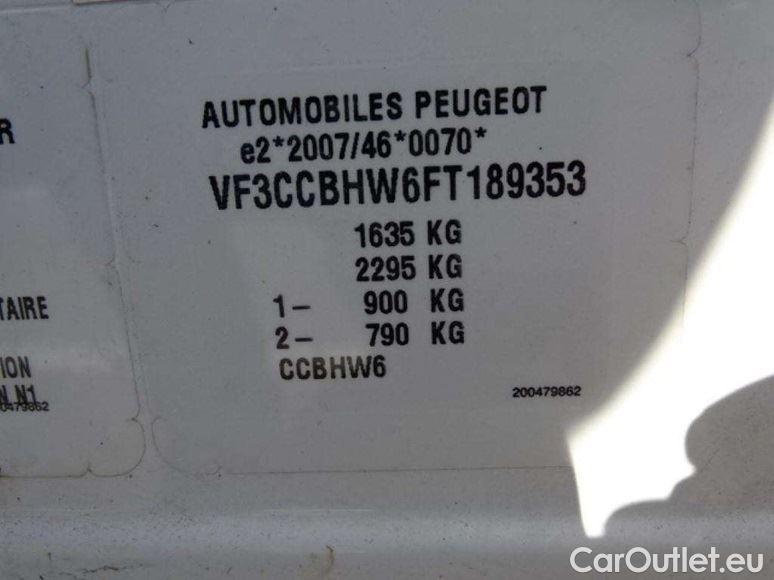 AUTOMOBILES PEUGEOT
e2*2007/46*0070*
VF3CCBHW6FT189353
1635 KG
2295 KG
1- 900 KG
2- 790 KG
CCBHW6
200479862
R
TAIRE
ION
N N1
0479862
CarOutlet.eu